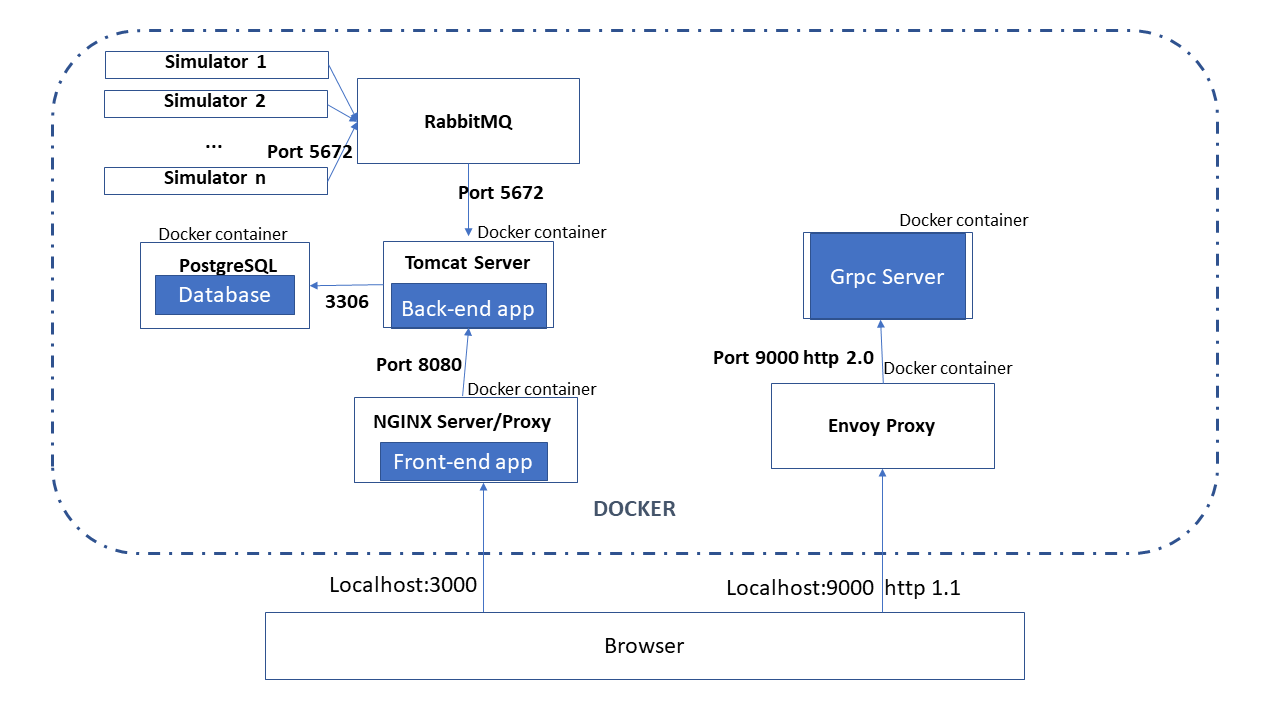 Simulator 1
Simulator 2
...
Simulator n
Port 5672
RabbitMQ
Port 5672
Docker container
PostgreSQL
Database
3306
Docker container
Tomcat Server
Back-end app
Port 8080
Docker container
NGINX Server/Proxy
Front-end app
Docker container
Grpc Server
Port 9000 http 2.0
Docker container
Envoy Proxy
DOCKER
Localhost:3000
Localhost:9000 http 1.1
Browser